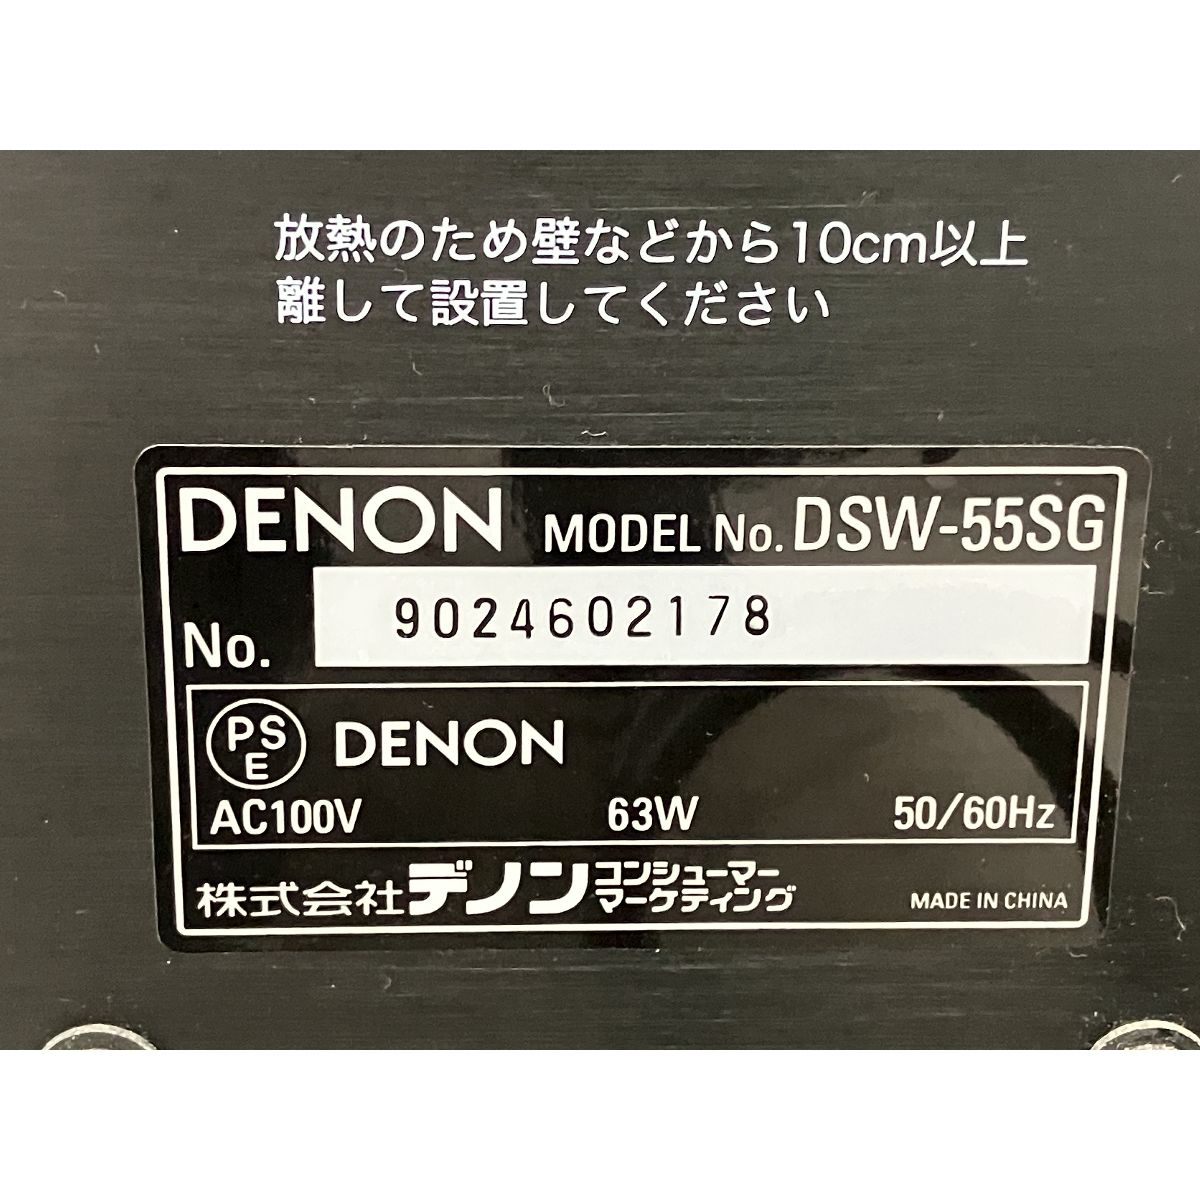 放熱のため壁などから10cm以上
離して設置してください
DENON MODEL No. DSW-55SG
No. 9024602178
PSE DENON
AC100V 63W 50/60Hz
株式会社デノン コンシューマーマーケティング MADE IN CHINA